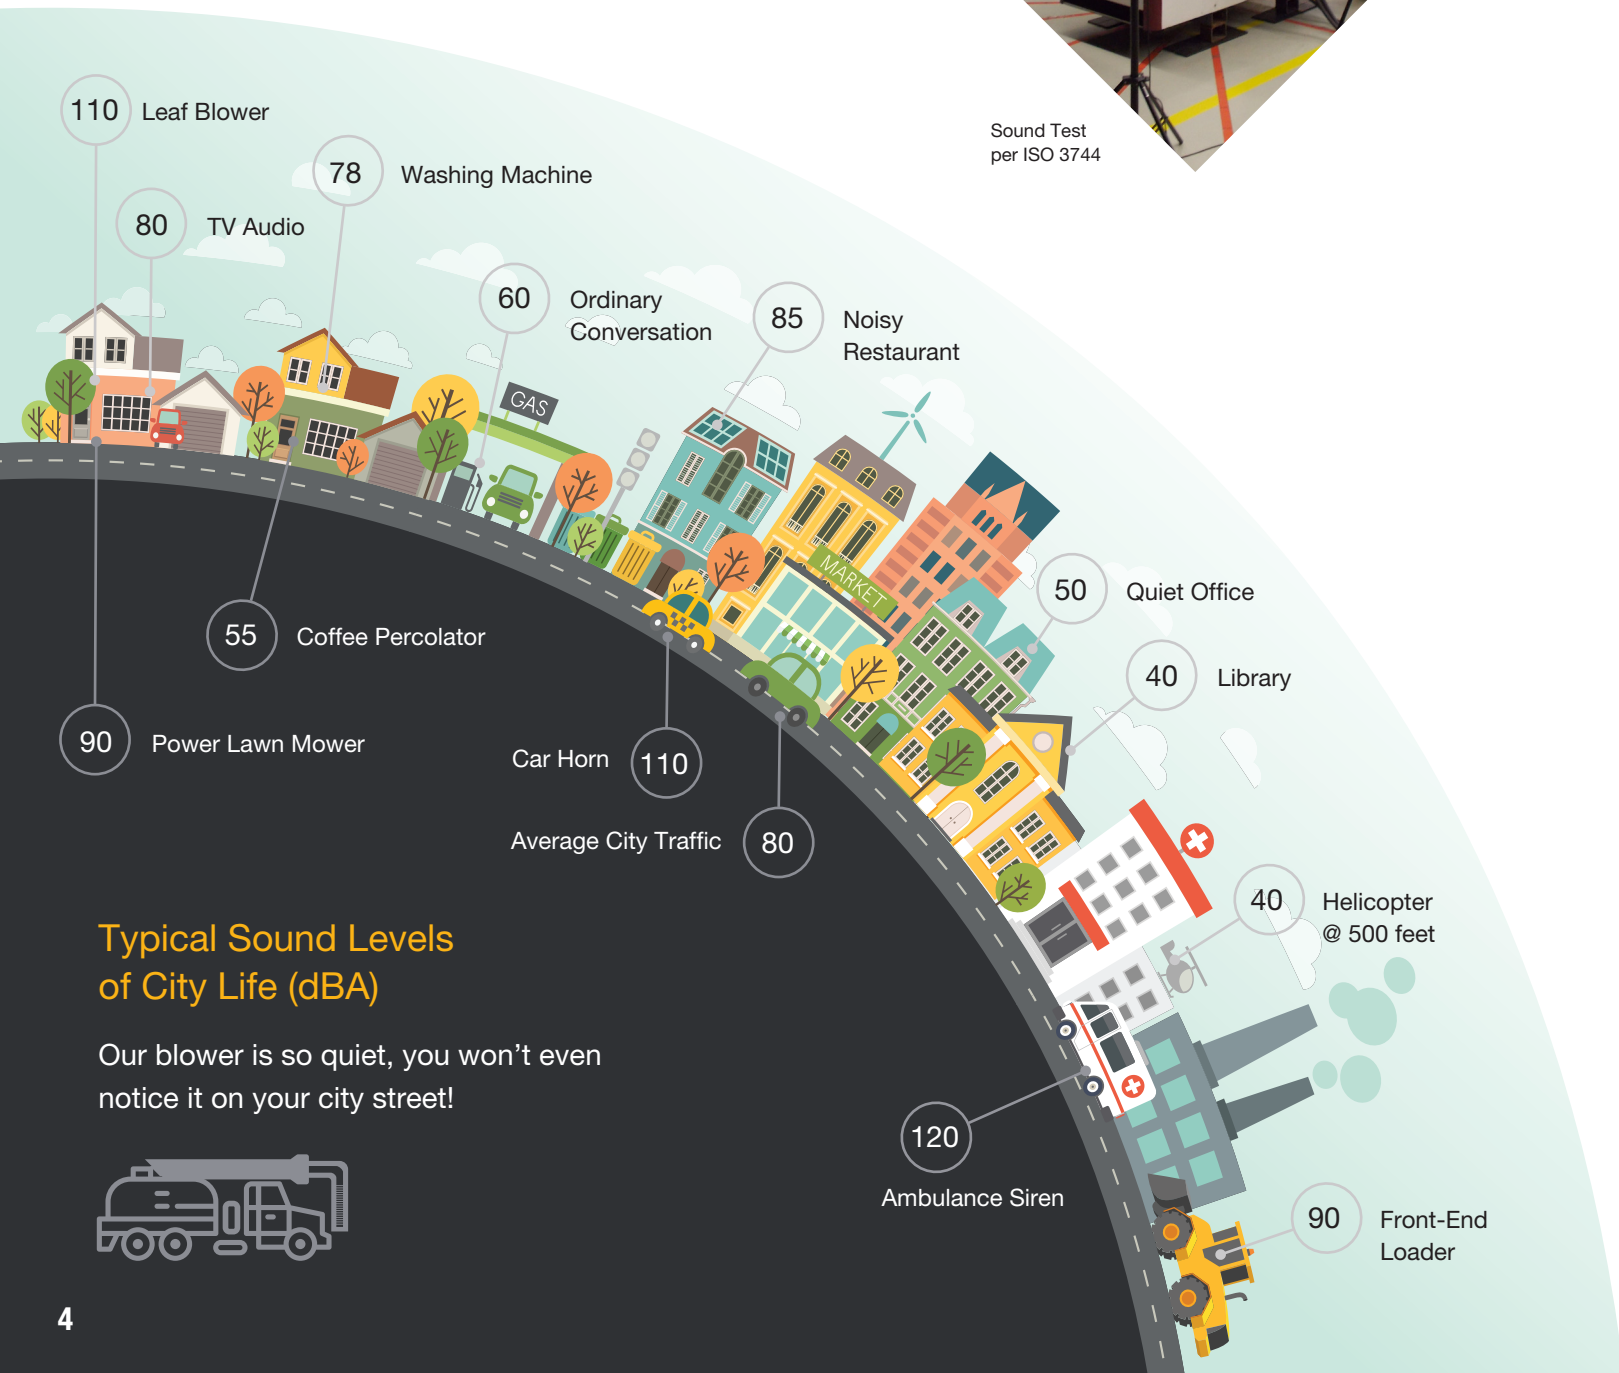 Sound Test
per ISO 3744
110 Leaf Blower
78 Washing Machine
80 TV Audio
60 Ordinary
Conversation
85 Noisy
Restaurant
GAS
MARKET
50 Quiet Office
55 Coffee Percolator
40 Library
90 Power Lawn Mower
Car Horn 110
Average City Traffic 80
40 Helicopter
@ 500 feet
Typical Sound Levels
of City Life (dBA)
Our blower is so quiet, you won’t even
notice it on your city street!
120
Ambulance Siren
90 Front-End
Loader
4